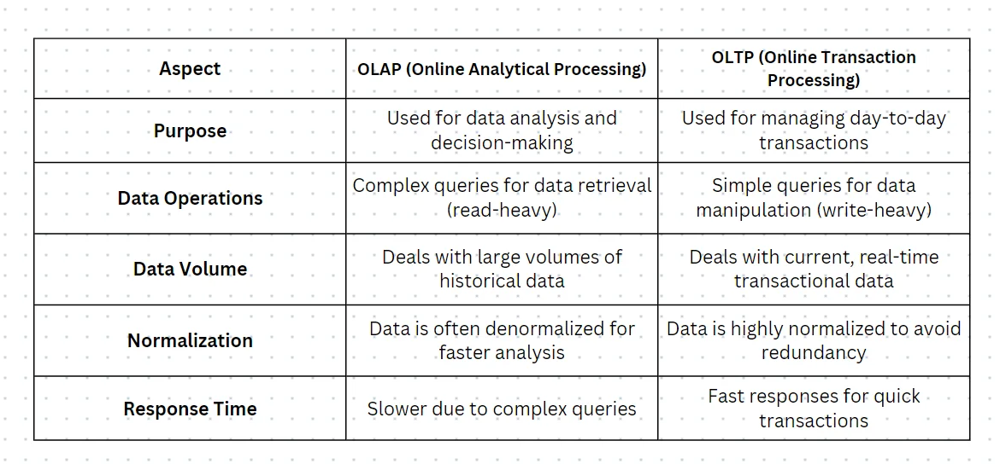 Aspect
OLAP (Online Analytical Processing)
OLTP (Online Transaction
Processing)
Purpose
Used for data analysis and
decision-making
Used for managing day-to-day
transactions
Data Operations
Complex queries for data retrieval
(read-heavy)
Simple queries for data
manipulation (write-heavy)
Data Volume
Deals with large volumes of
historical data
Deals with current, real-time
transactional data
Normalization
Data is often denormalized for
faster analysis
Data is highly normalized to avoid
redundancy
Response Time
Slower due to complex queries
Fast responses for quick
transactions